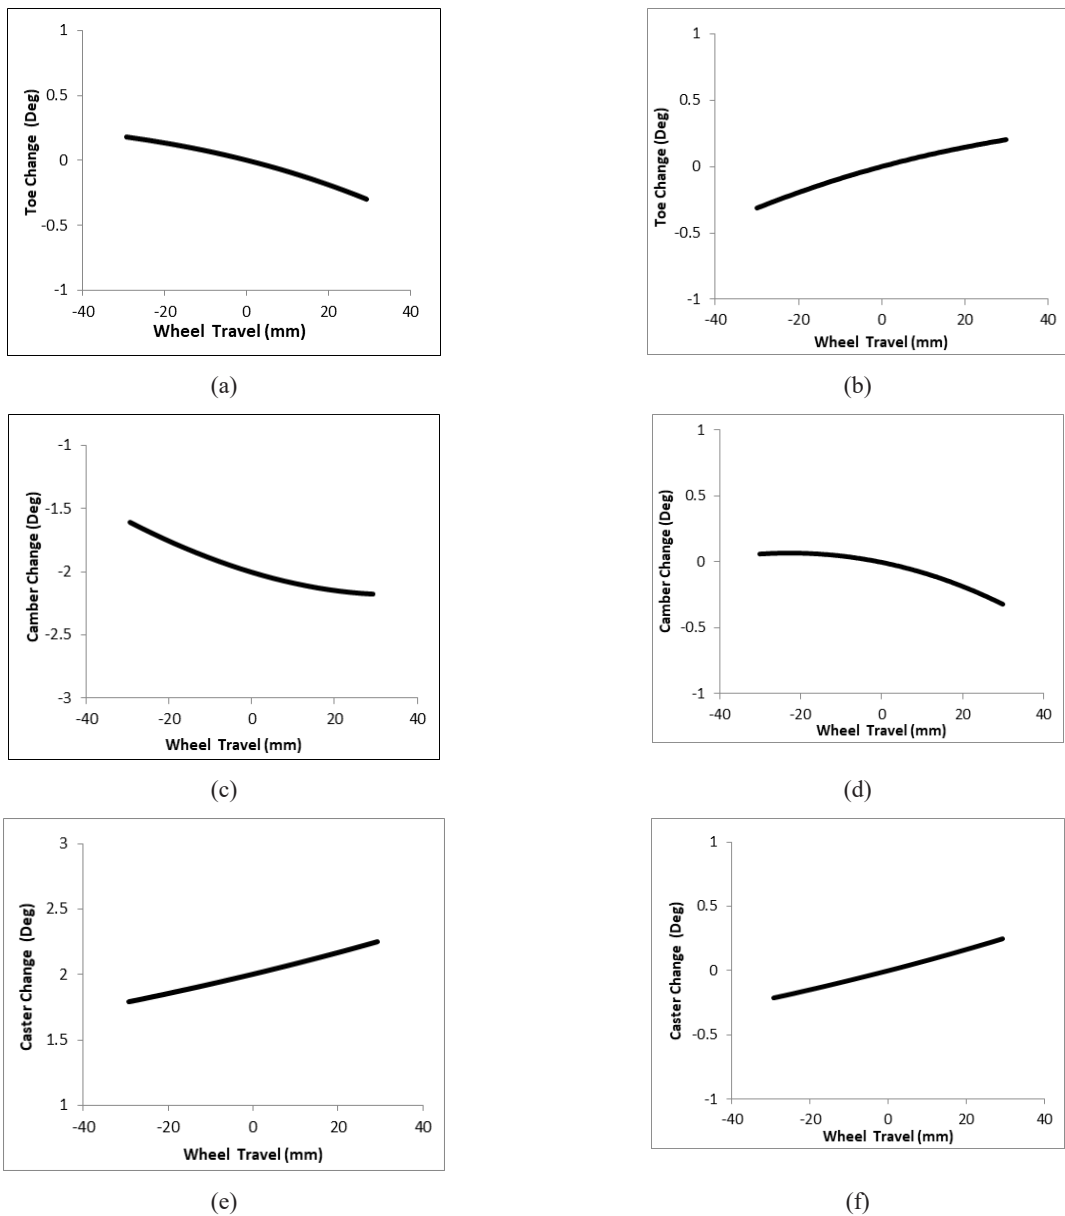 1
0.5
0
-0.5
-1
-40 -20 0 20 40
Toe Change (Deg)
Wheel Travel (mm)
(a)
1
0.5
0
-0.5
-1
-40 -20 0 20 40
Toe Change (Deg)
Wheel Travel (mm)
(b)
-1
-1.5
-2
-2.5
-3
-40 -20 0 20 40
Camber Change (Deg)
Wheel Travel (mm)
(c)
1
0.5
0
-0.5
-1
-40 -20 0 20 40
Camber Change (Deg)
Wheel Travel (mm)
(d)
3
2.5
2
1.5
1
-40 -20 0 20 40
Caster Change (Deg)
Wheel Travel (mm)
(e)
1
0.5
0
-0.5
-1
-40 -20 0 20 40
Caster Change (Deg)
Wheel Travel (mm)
(f)